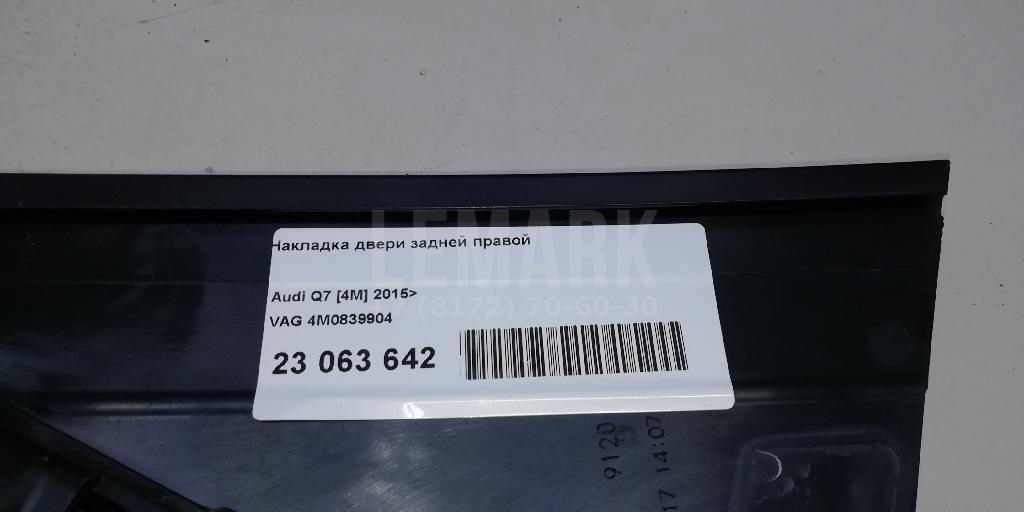 Накладка двери задней правой
LEMARK
(8172) 70-60-30
Audi Q7 [4M] 2015>
VAG 4M0839904
23 063 642
9120
17 14:07